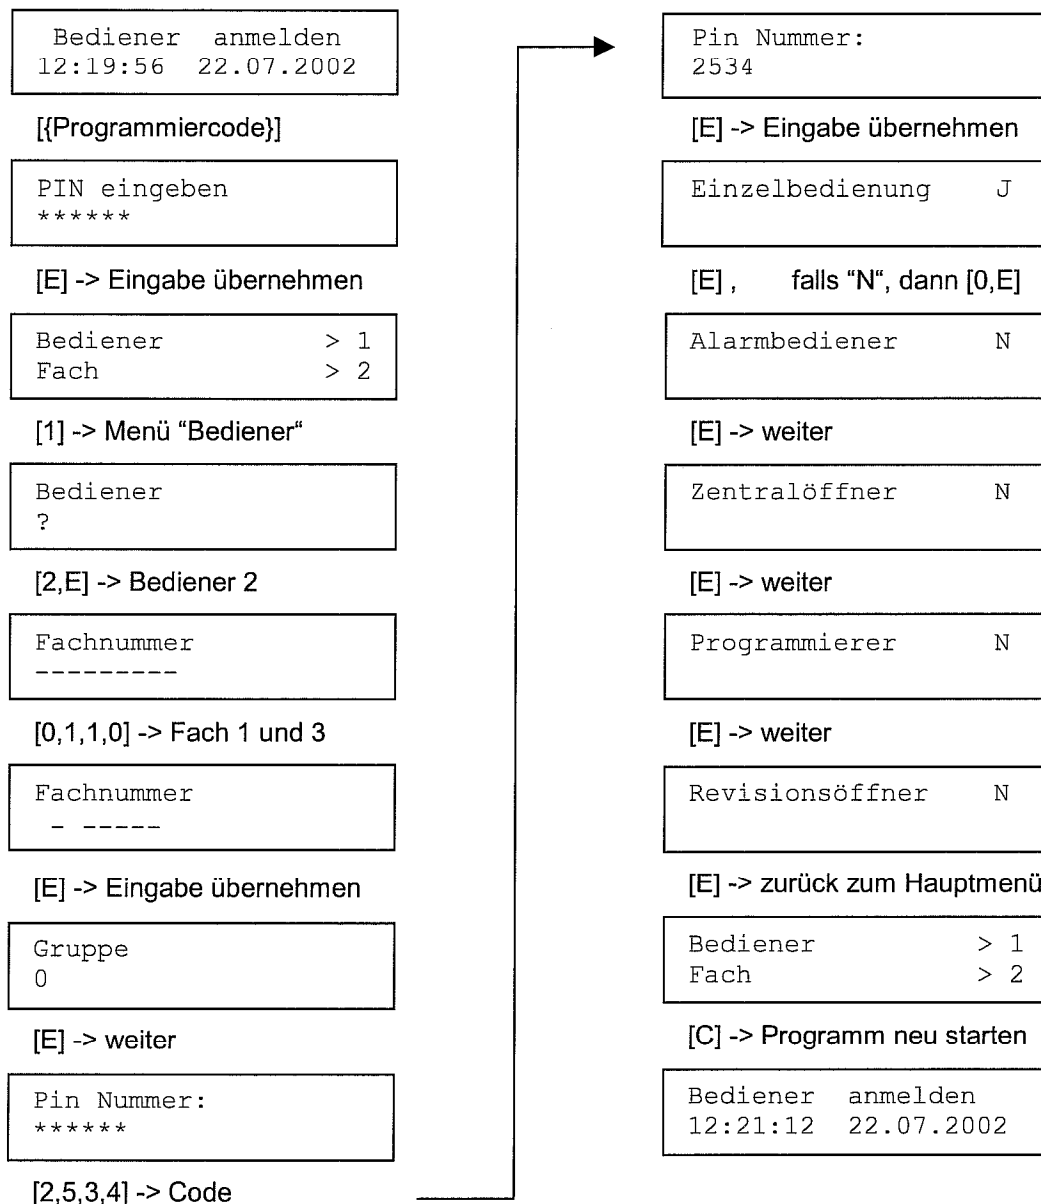 Bediener anmelden
12:19:56 22.07.2002
[{Programmiercode}]
PIN eingeben
******
[E] -> Eingabe übernehmen
Bediener > 1
Fach > 2
[1] -> Menü “Bediener“
Bediener
?
[2,E] -> Bediener 2
Fachnummer
---------
[0,1,1,0] -> Fach 1 und 3
Fachnummer
- -----
[E] -> Eingabe übernehmen
Gruppe
0
[E] -> weiter
Pin Nummer:
******
[2,5,3,4] -> Code
Pin Nummer:
2534
[E] -> Eingabe übernehmen
Einzelbedienung J
[E] , falls “N“, dann [0,E]
Alarmbediener N
[E] -> weiter
Zentralöffner N
[E] -> weiter
Programmierer N
[E] -> weiter
Revisionsöffner N
[E] -> zurück zum Hauptmenü
Bediener > 1
Fach > 2
[C] -> Programm neu starten
Bediener anmelden
12:21:12 22.07.2002